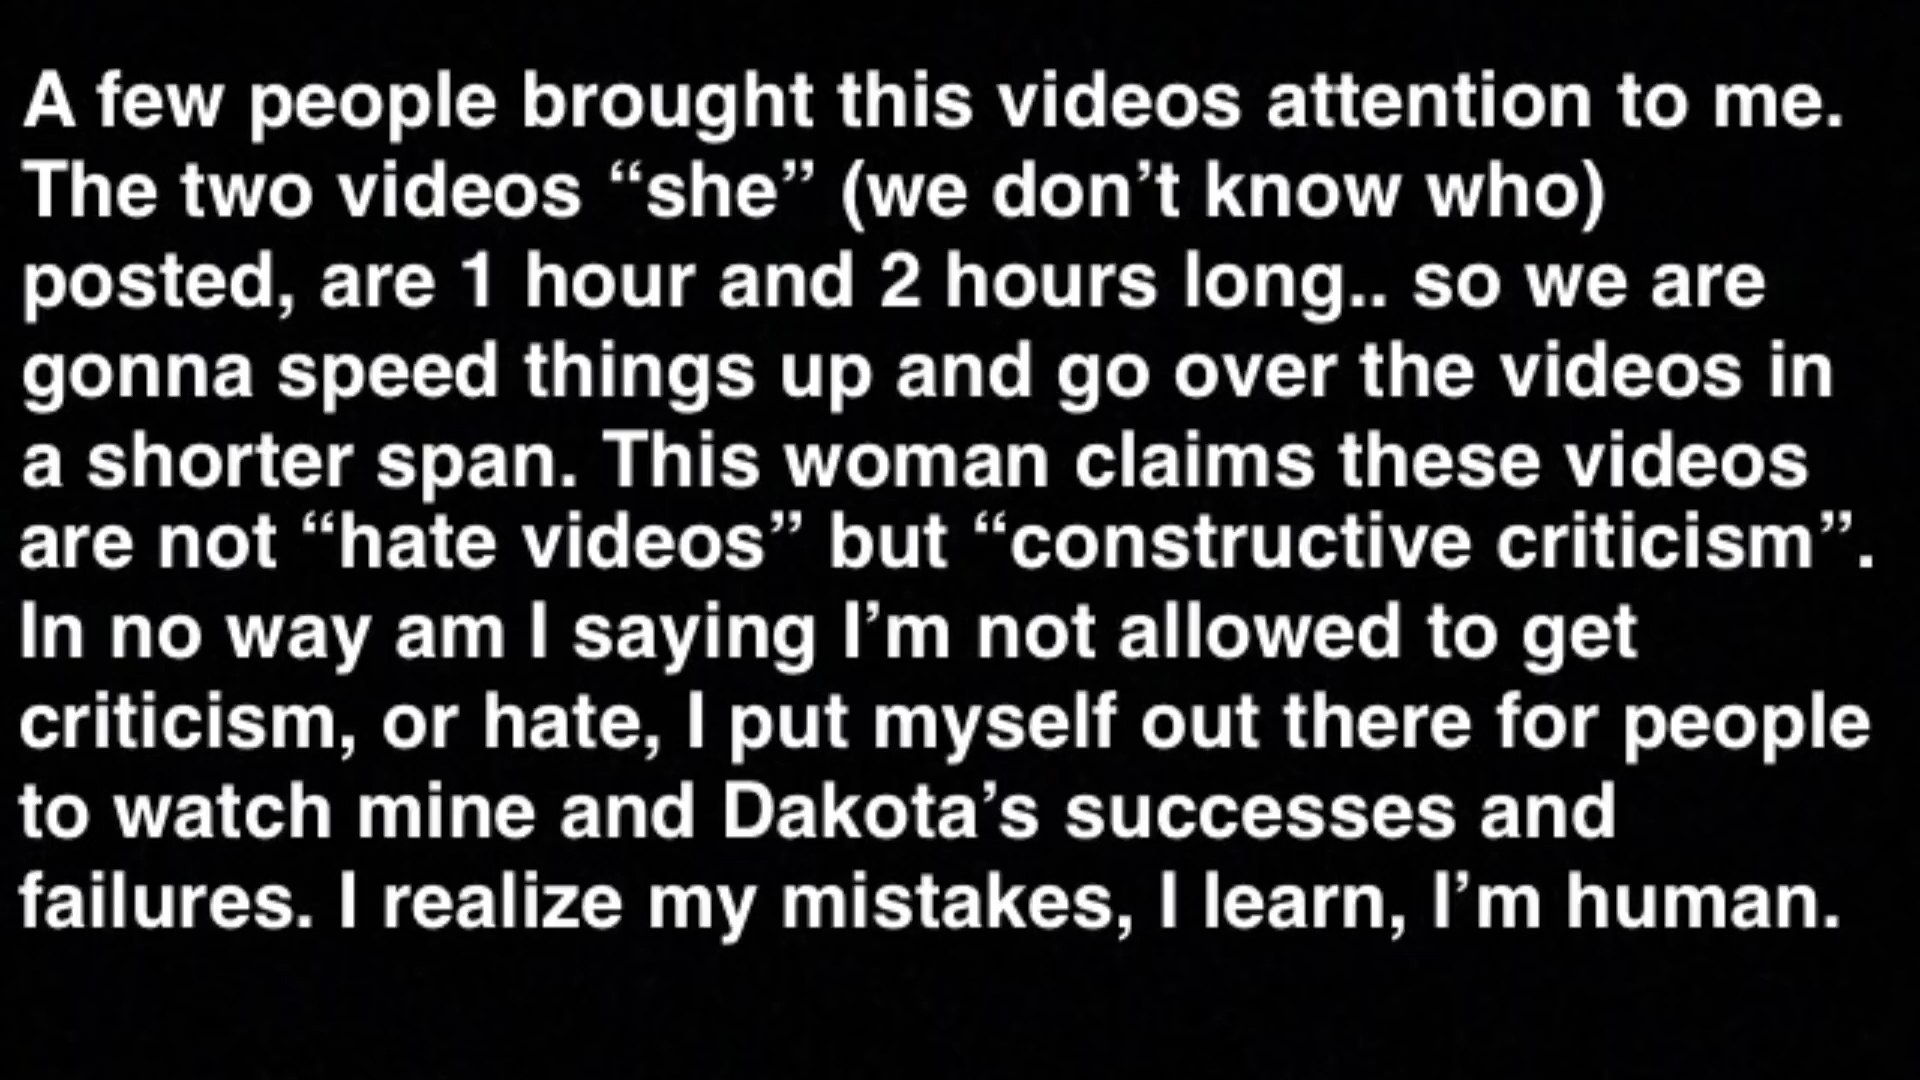 A few people brought this videos attention to me.
The two videos “she” (we don’t know who)
posted, are 1 hour and 2 hours long.. so we are
gonna speed things up and go over the videos in
a shorter span. This woman claims these videos
are not “hate videos” but “constructive criticism”.
In no way am I saying I’m not allowed to get
criticism, or hate, I put myself out there for people
to watch mine and Dakota’s successes and
failures. I realize my mistakes, I learn, I’m human.